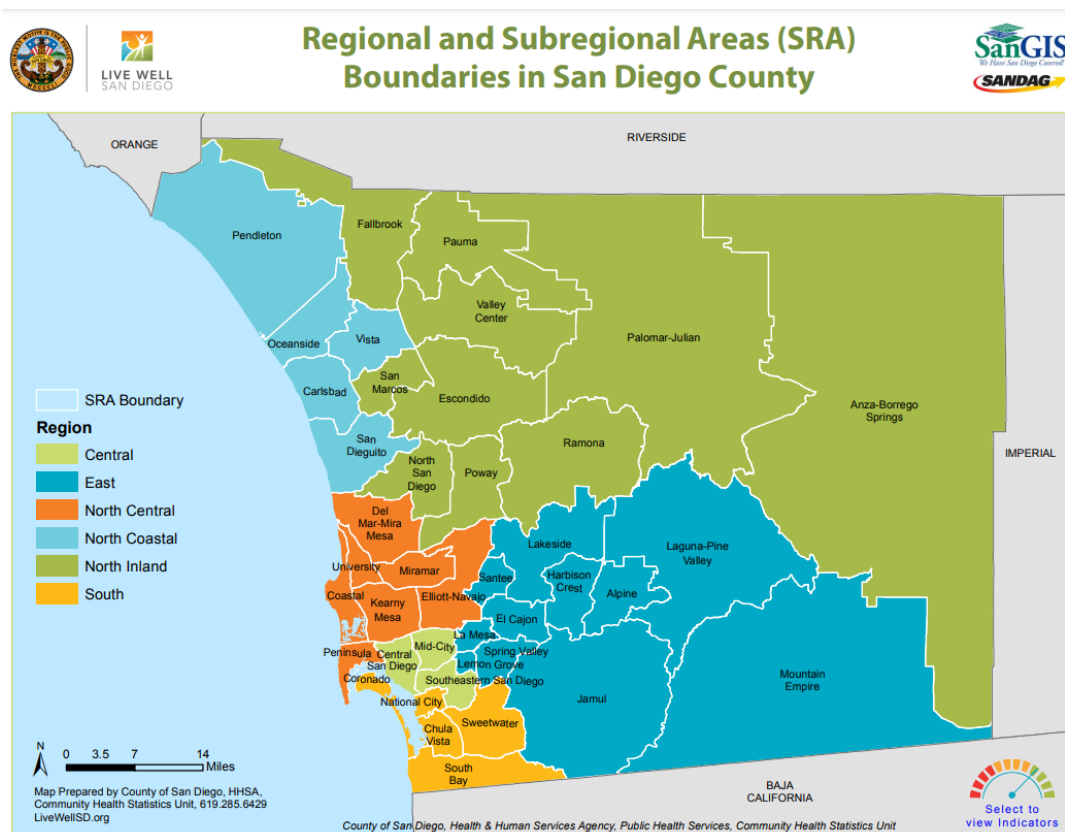 Regional and Subregional Areas (SRA)
Boundaries in San Diego County
LIVE WELL
SAN DIEGO
SanGIS
We Have San Diego Covered!
SANDAG
ORANGE
RIVERSIDE
Pendleton
Fallbrook
Pauma
Valley
Center
Palomar-Julian
Oceanside
Vista
Carlsbad
San
Marcos
Escondido
Anza-Borrego
Springs
San
Dieguito
North
San
Diego
Poway
Ramona
IMPERIAL
SRA Boundary
Region
Central
East
North Central
North Coastal
North Inland
South
Del
Mar-Mira
Mesa
Lakeside
Laguna-Pine
Valley
University
Miramar
Santee
Harbison
Crest
Alpine
Coastal
Kearny
Mesa
Elliott-Navajo
El Cajon
La Mesa
Mid-City
Peninsula
Central
San Diego
Spring Valley
Lemon Grove
Coronado
Southeastern San Diego
Mountain
Empire
National City
Jamul
Chula
Vista
Sweetwater
South
Bay
N
0 3.5 7 14
Miles
BAJA
CALIFORNIA
Map Prepared by County of San Diego, HHSA,
Community Health Statistics Unit, 619.285.6429
LiveWellSD.org
Select to
view Indicators
County of San Diego, Health & Human Services Agency, Public Health Services, Community Health Statistics Unit